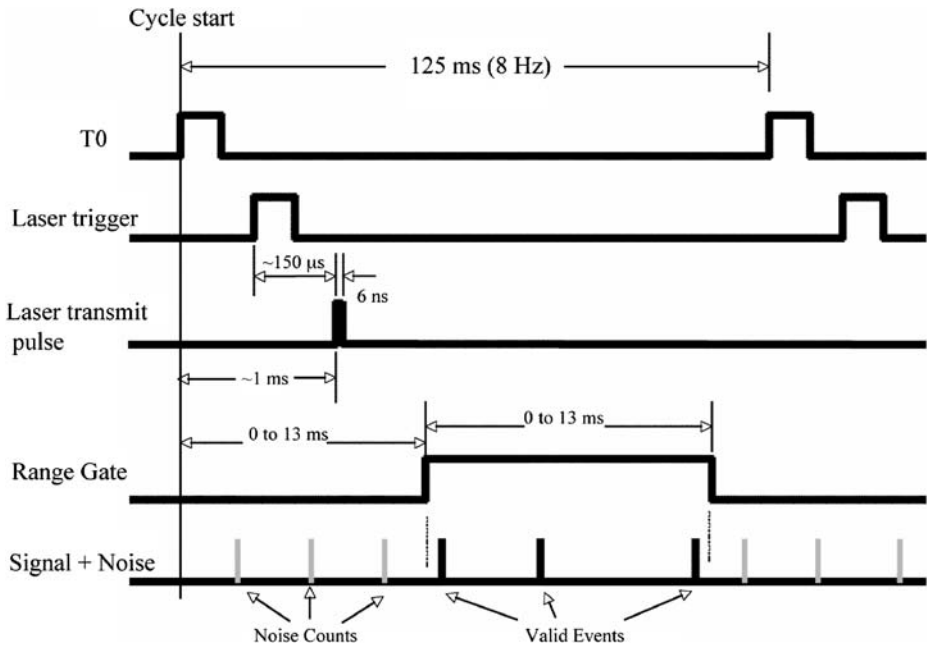 Cycle start
125 ms (8 Hz)
T0
Laser trigger
~150 μs
6 ns
Laser transmit
pulse
~1 ms
0 to 13 ms
0 to 13 ms
Range Gate
Signal + Noise
Noise Counts
Valid Events